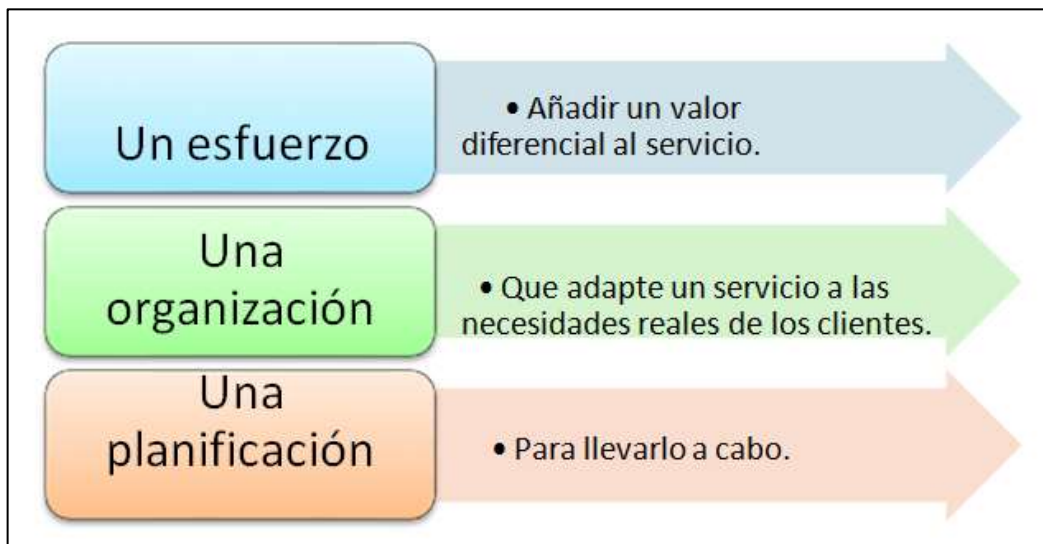 Un esfuerzo
• Añadir un valor
diferencial al servicio.
Una
organización
• Que adapte un servicio a las
necesidades reales de los clientes.
Una
planificación
• Para llevarlo a cabo.